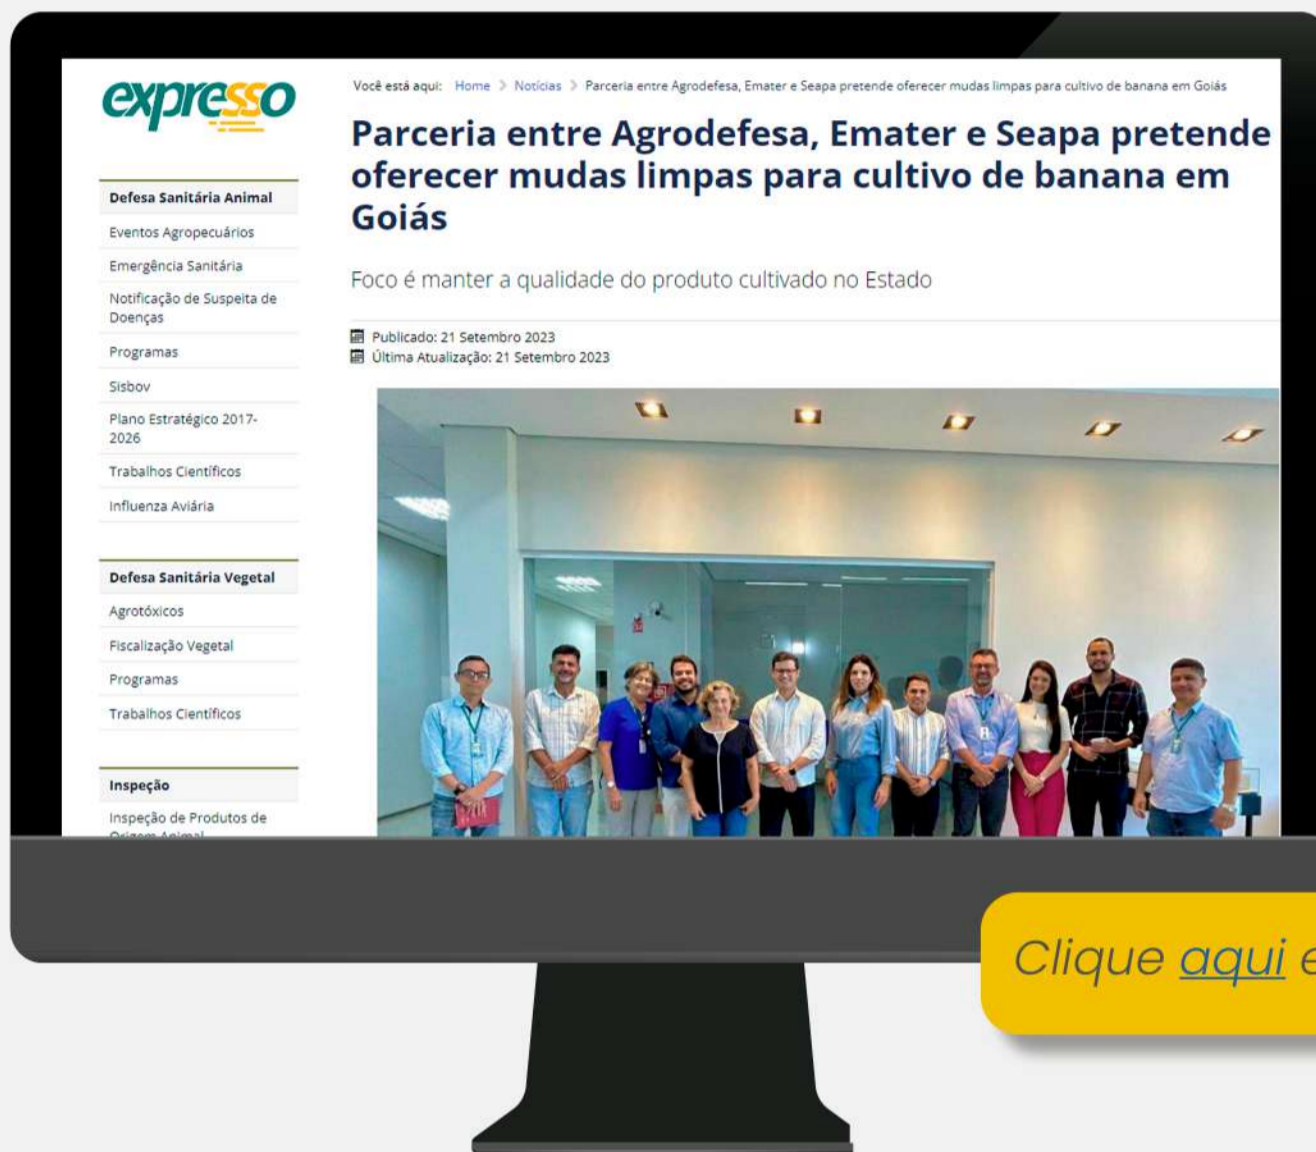 expresso
Defesa Sanitária Animal
Eventos Agropecuários
Emergência Sanitária
Notificação de Suspeita de
Doenças
Programas
Sisbov
Plano Estratégico 2017-
2026
Trabalhos Científicos
Influenza Aviária
Defesa Sanitária Vegetal
Agrotóxicos
Fiscalização Vegetal
Programas
Trabalhos Científicos
Inspeção
Inspeção de Produtos de
Origem Animal
Você está aqui: Home > Notícias > Parceria entre Agrodefesa, Emater e Seapa pretende oferecer mudas limpas para cultivo de banana em Goiás
Parceria entre Agrodefesa, Emater e Seapa pretende
oferecer mudas limpas para cultivo de banana em
Goiás
Foco é manter a qualidade do produto cultivado no Estado
Publicado: 21 Setembro 2023
Última Atualização: 21 Setembro 2023
Clique aqui e